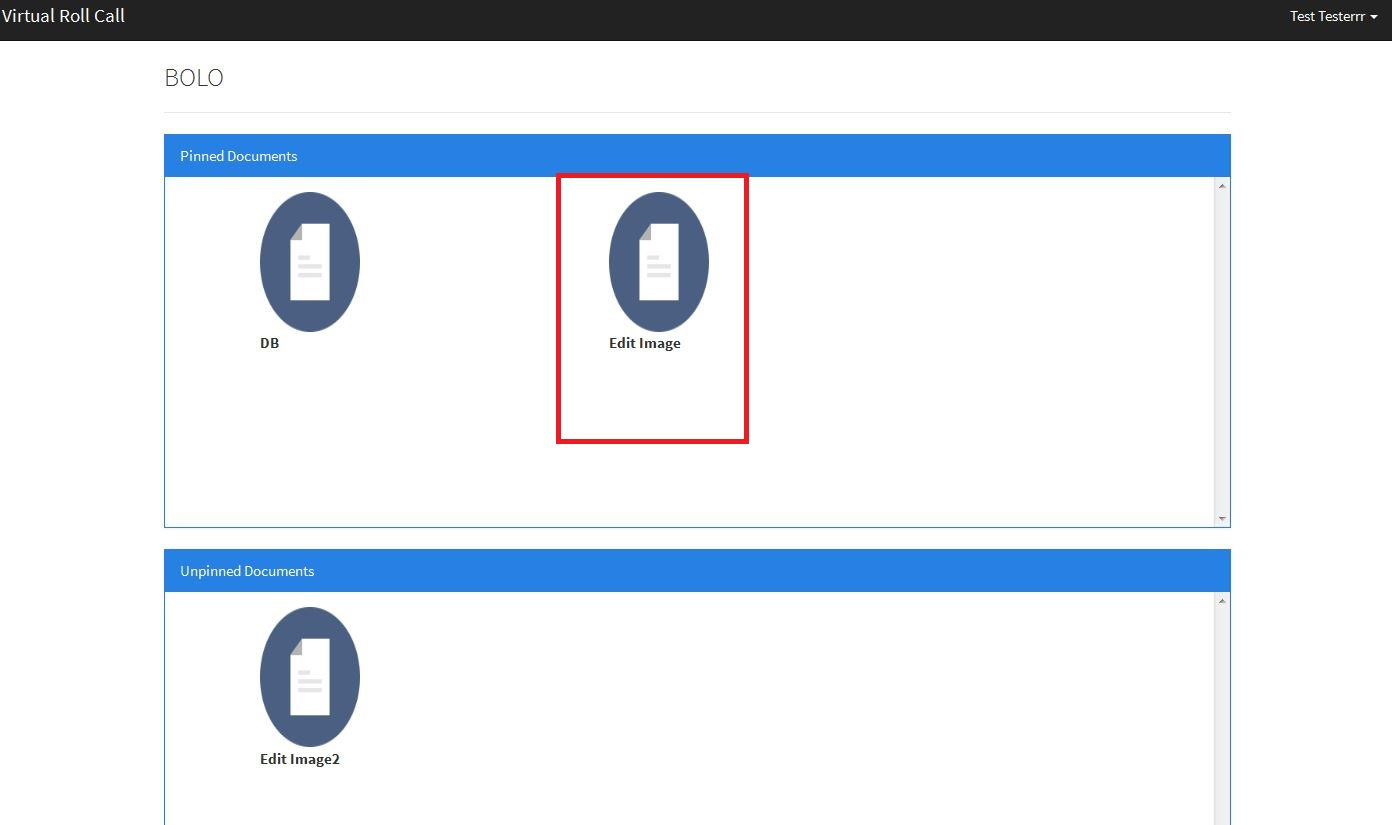 Virtual Roll Call
Test Testerrr
BOLO
Pinned Documents
DB
Edit Image
Unpinned Documents
Edit Image2